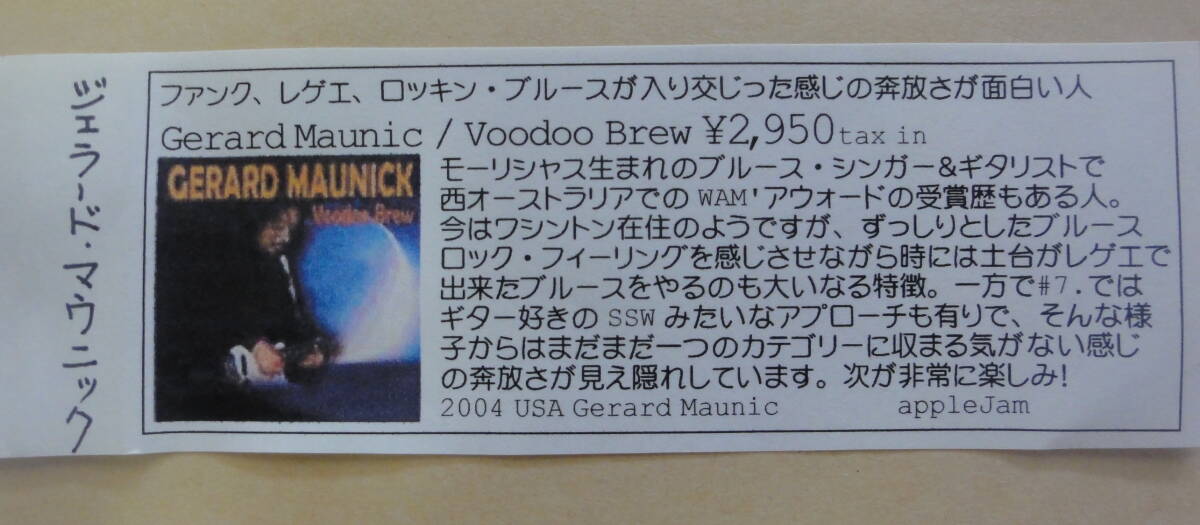 ジェラード・マウニック
ファンク、レゲエ、ロッキン・ブルースが入り交じった感じの奔放さが面白い人
Gerard Maunic / Voodoo Brew ¥2,950 tax in
GERARD MAUNICK
Voodoo Brew
モーリシャス生まれのブルース・シンガー&ギタリストで
西オーストラリアでの WAM'アウォードの受賞歴もある人。
今はワシントン在住のようですが、ずっしりとしたブルース
ロック・フィーリングを感じさせながら時には土台がレゲエで
出来たブルースをやるのも大いなる特徴。一方で#7.では
ギター好きの SSW みたいなアプローチも有りで、そんな様
子からはまだまだ一つのカテゴリーに収まる気がない感じ
の奔放さが見え隠れしています。次が非常に楽しみ!
2004 USA Gerard Maunic appleJam